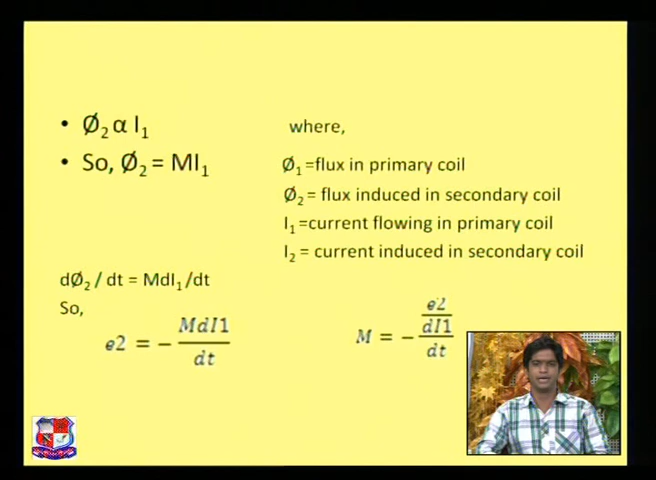 • Ø₂ α I₁
where,
• So, Ø₂ = MI₁
Ø₁ =flux in primary coil
Ø₂ = flux induced in secondary coil
I₁ =current flowing in primary coil
I₂ = current induced in secondary coil
dØ₂ / dt = MdI₁/dt
So,
e2 = − MdI1 / dt
M = − e2 / dI1 / dt